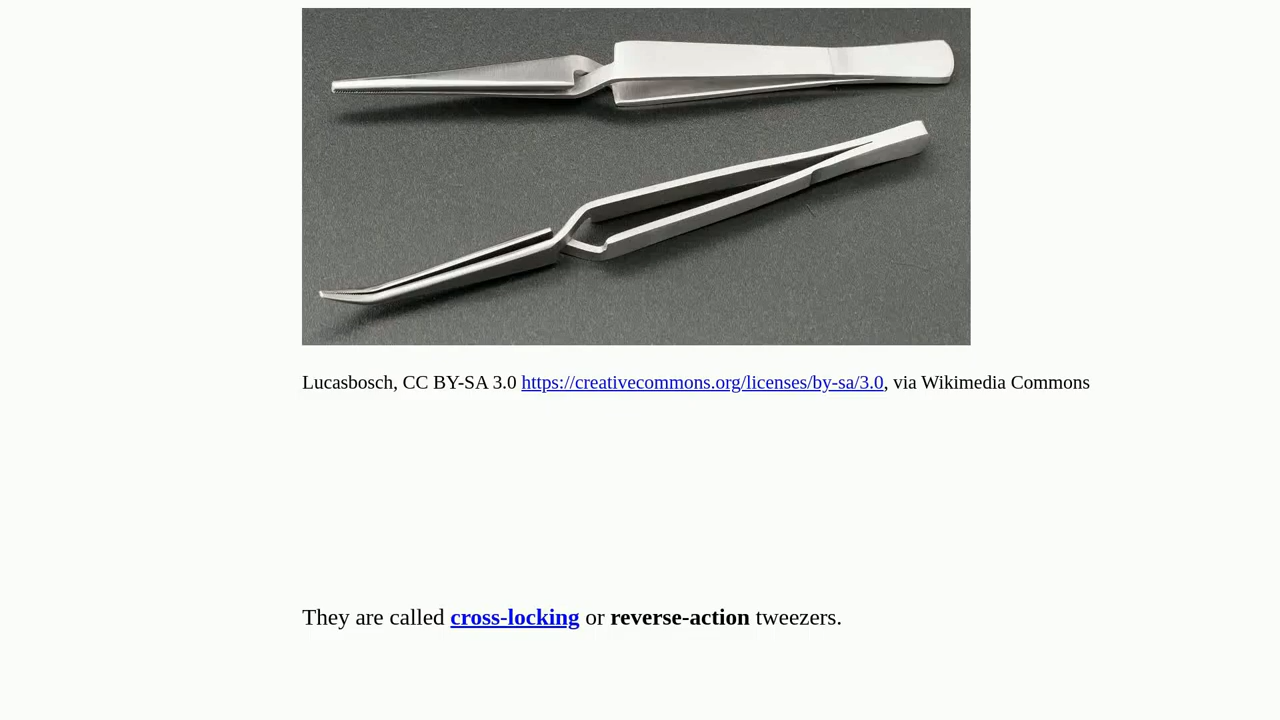 Lucasbosch, CC BY-SA 3.0 https://creativecommons.org/licenses/by-sa/3.0, via Wikimedia Commons
They are called cross-locking or reverse-action tweezers.